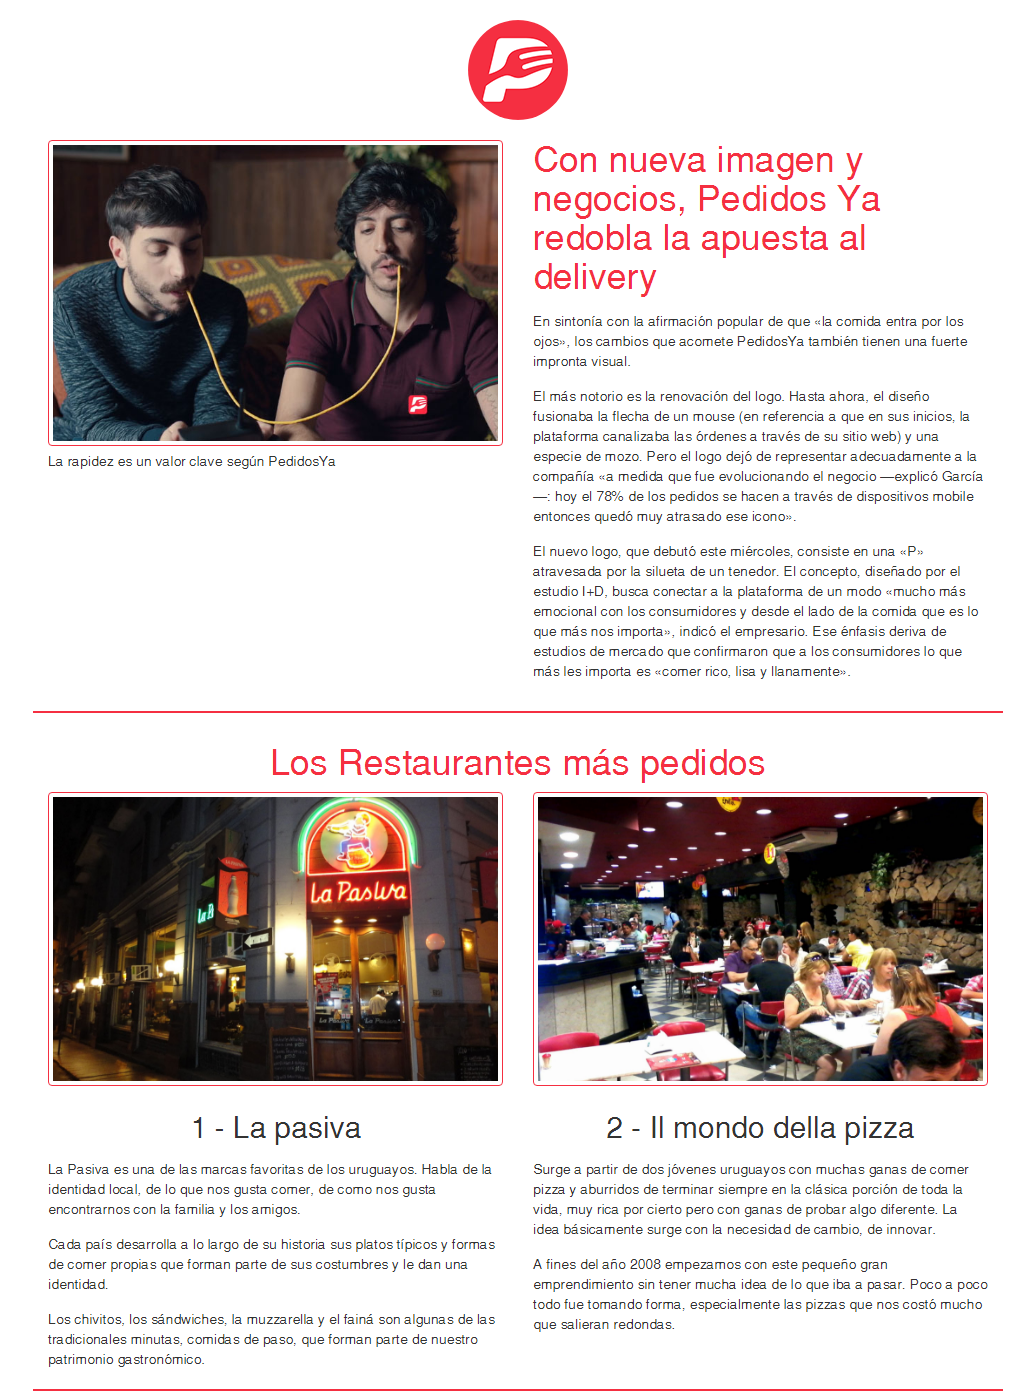 Con nueva imagen y
negocios, Pedidos Ya
redobla la apuesta al
delivery
La rapidez es un valor clave según PedidosYa
En sintonía con la afirmación popular de que «la comida entra por los
ojos», los cambios que acomete PedidosYa también tienen una fuerte
impronta visual.
El más notorio es la renovación del logo. Hasta ahora, el diseño
fusionaba la flecha de un mouse (en referencia a que en sus inicios, la
plataforma canalizaba las órdenes a través de su sitio web) y una
especie de mozo. Pero el logo dejó de representar adecuadamente a la
compañía «a medida que fue evolucionando el negocio —explicó García
—: hoy el 78% de los pedidos se hacen a través de dispositivos mobile
entonces quedó muy atrasado ese icono».
El nuevo logo, que debutó este miércoles, consiste en una «P»
atravesada por la silueta de un tenedor. El concepto, diseñado por el
estudio I+D, busca conectar a la plataforma de un modo «mucho más
emocional con los consumidores y desde el lado de la comida que es lo
que más nos importa», indicó el empresario. Ese énfasis deriva de
estudios de mercado que confirmaron que a los consumidores lo que
más les importa es «comer rico, lisa y llanamente».
Los Restaurantes más pedidos
La Pasiva
1 - La pasiva
La Pasiva es una de las marcas favoritas de los uruguayos. Habla de la
identidad local, de lo que nos gusta comer, de como nos gusta
encontrarnos con la familia y los amigos.
Cada país desarrolla a lo largo de su historia sus platos típicos y formas
de comer propias que forman parte de sus costumbres y le dan una
identidad.
Los chivitos, los sándwiches, la muzzarella y el fainá son algunas de las
tradicionales minutas, comidas de paso, que forman parte de nuestro
patrimonio gastronómico.
2 - Il mondo della pizza
Surge a partir de dos jóvenes uruguayos con muchas ganas de comer
pizza y aburridos de terminar siempre en la clásica porción de toda la
vida, muy rica por cierto pero con ganas de probar algo diferente. La
idea básicamente surge con la necesidad de cambio, de innovar.
A fines del año 2008 empezamos con este pequeño gran
emprendimiento sin tener mucha idea de lo que iba a pasar. Poco a poco
todo fue tomando forma, especialmente las pizzas que nos costó mucho
que salieran redondas.